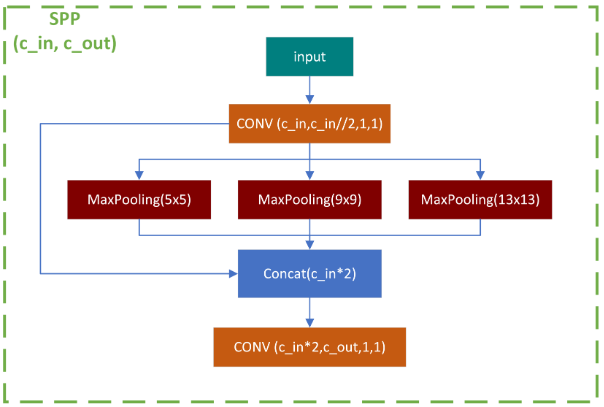 SPP
(c_in, c_out)
input
CONV (c_in,c_in//2,1,1)
MaxPooling(5x5)
MaxPooling(9x9)
MaxPooling(13x13)
Concat(c_in*2)
CONV (c_in*2,c_out,1,1)